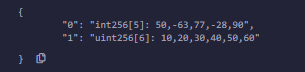 {
"0": "int256[5]: 50,-63,77,-28,90",
"1": "uint256[6]: 10,20,30,40,50,60"
}